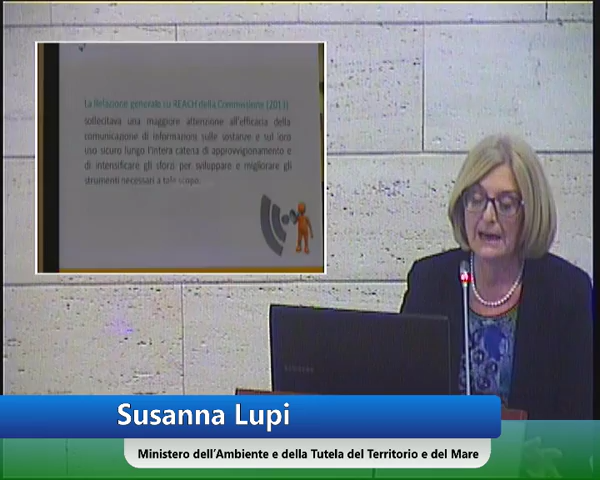 La Relazione generale su REACH della Commissione (2013)
sollecitava una maggiore attenzione all'efficacia della
comunicazione di informazioni sulle sostanze e sul loro
uso sicuro lungo l'intera catena di approvvigionamento e
di intensificare gli sforzi per sviluppare e migliorare gli
strumenti necessari a tale scopo.
SAMSUNG
Susanna Lupi
Ministero dell'Ambiente e della Tutela del Territorio e del Mare